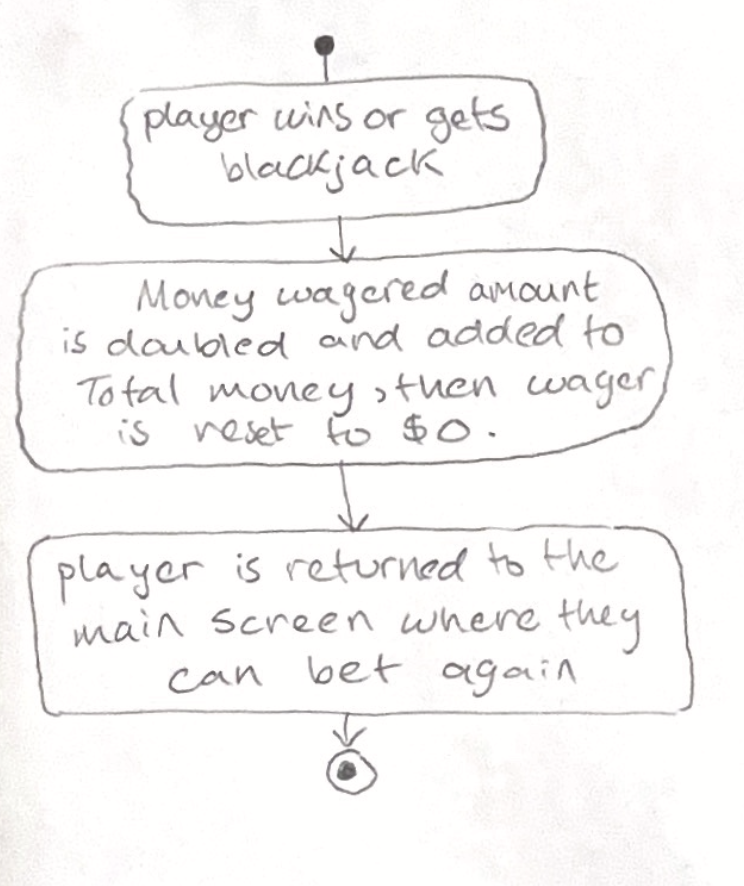 player wins or gets
blackjack
Money wagered amount
is doubled and added to
Total money, then wager
is reset to $0.
player is returned to the
main screen where they
can bet again